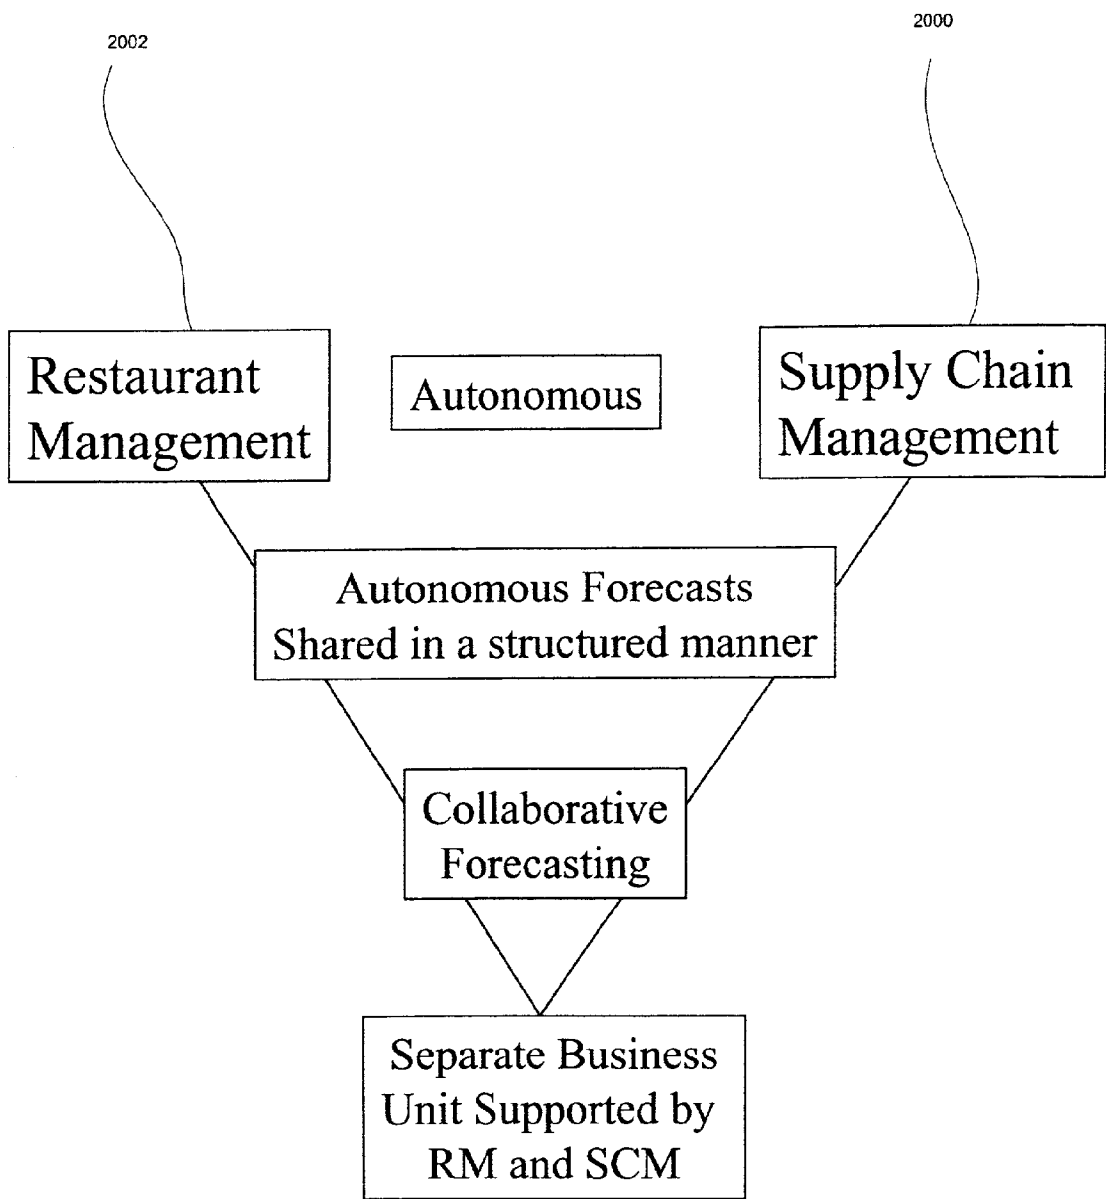 2002
2000
Restaurant
Management
Autonomous
Supply Chain
Management
Autonomous Forecasts
Shared in a structured manner
Collaborative
Forecasting
Separate Business
Unit Supported by
RM and SCM